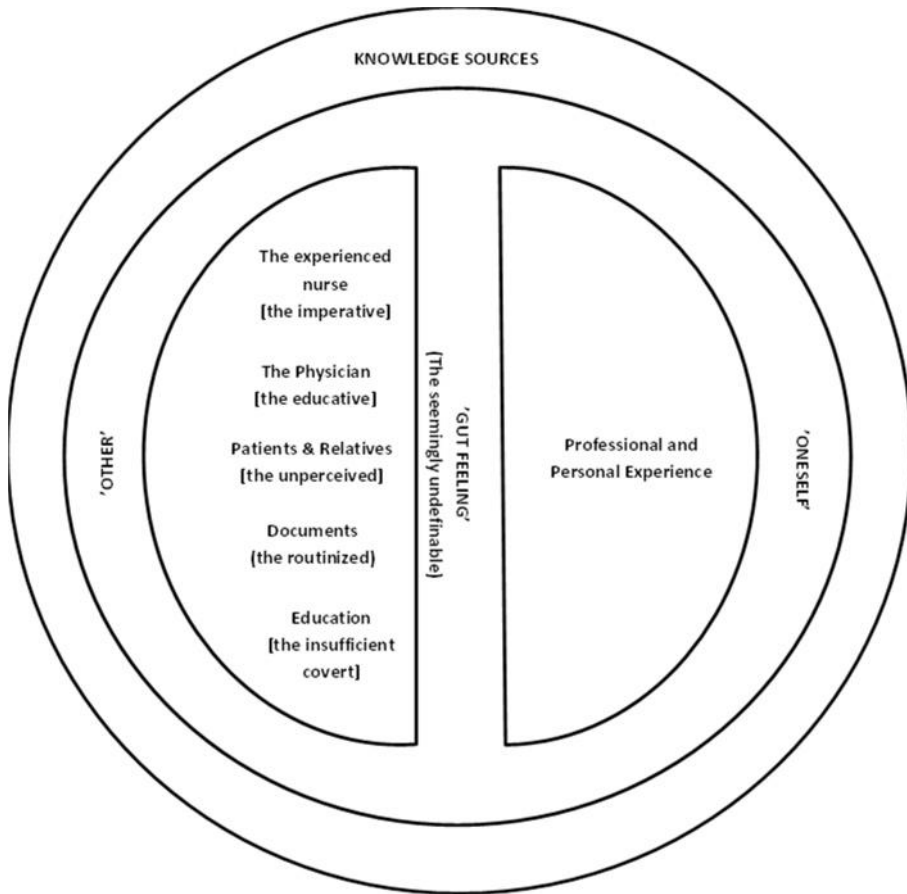 KNOWLEDGE SOURCES
'OTHER'
The experienced
nurse
[the imperative]
The Physician
[the educative]
Patients & Relatives
[the unperceived]
Documents
(the routinized)
Education
[the insufficient
covert]
'GUT FEELING'
(The seemingly undefinable)
Professional and
Personal Experience
'ONESELF'